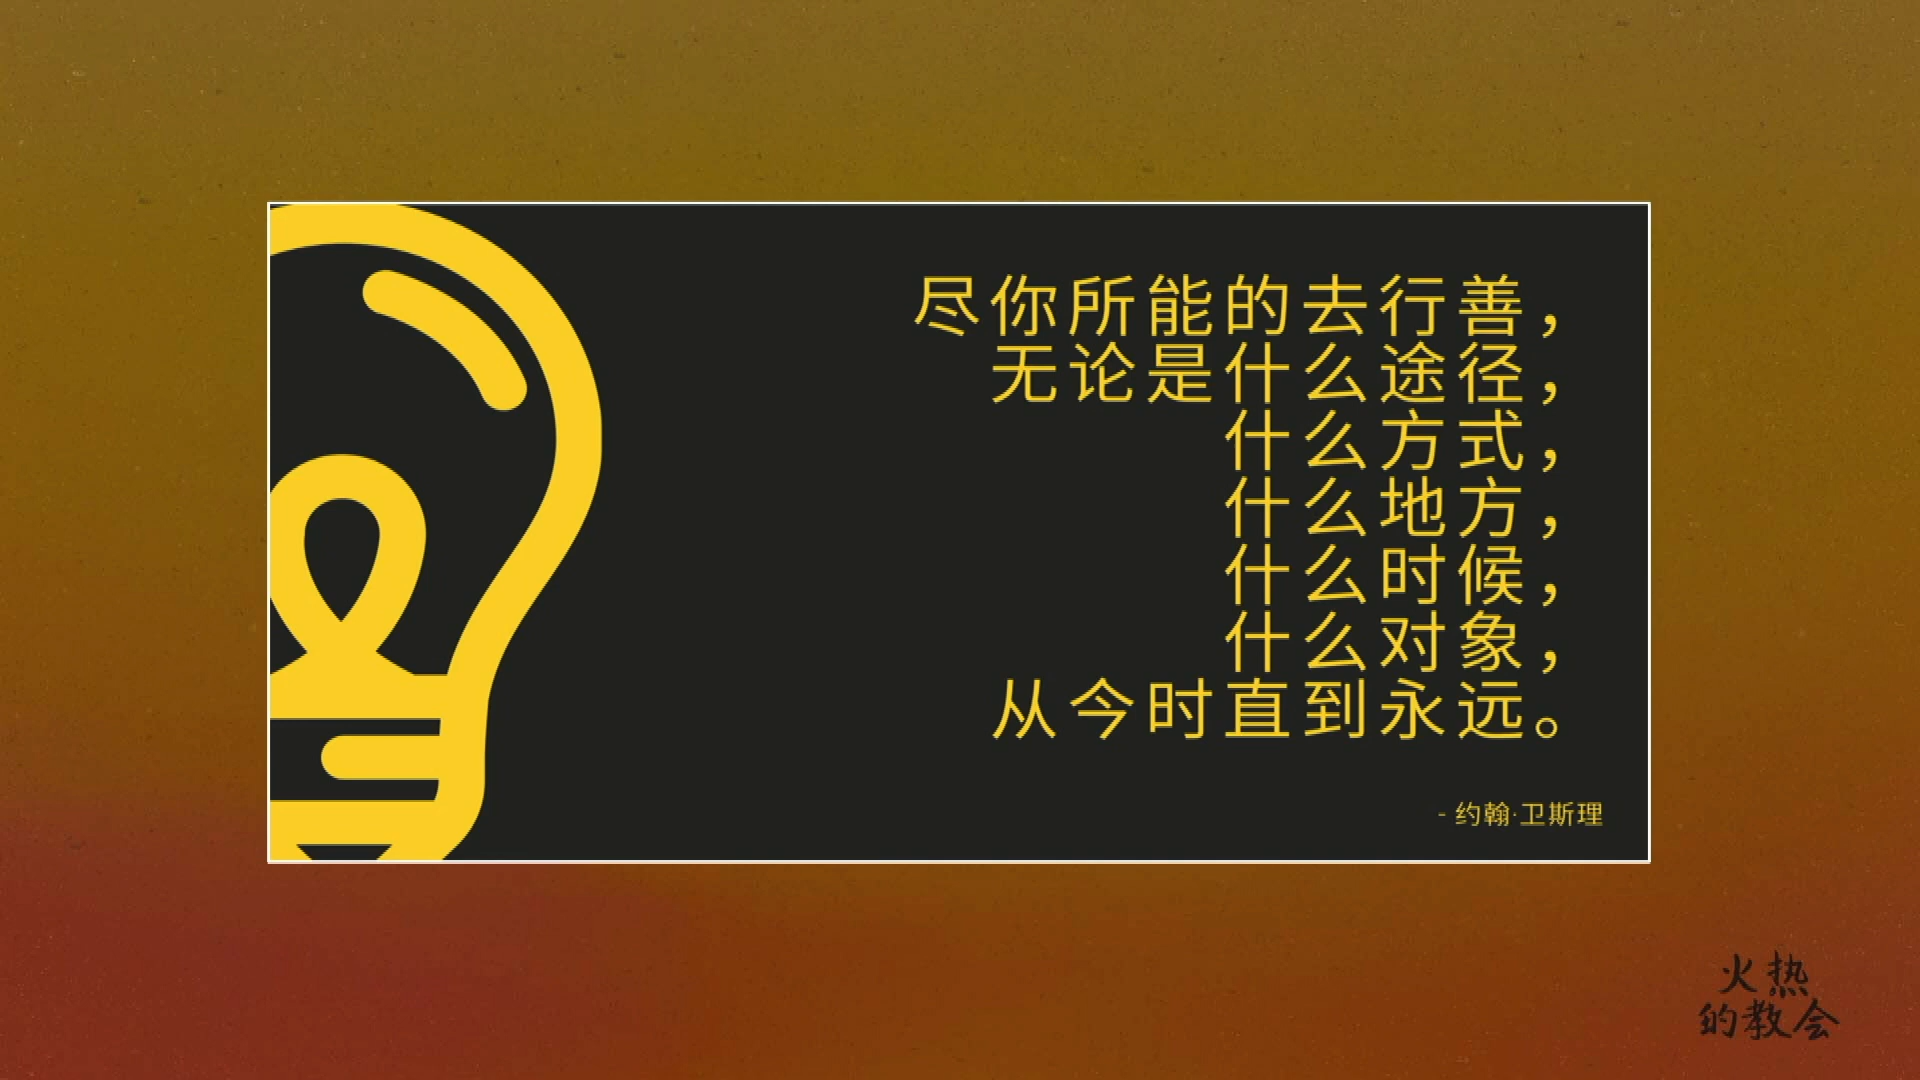 尽你所能的去行善，
无论是什么途径，
什么方式，
什么地方，
什么时候，
什么对象，
从今时直到永远。
- 约翰·卫斯理
火热
的教会